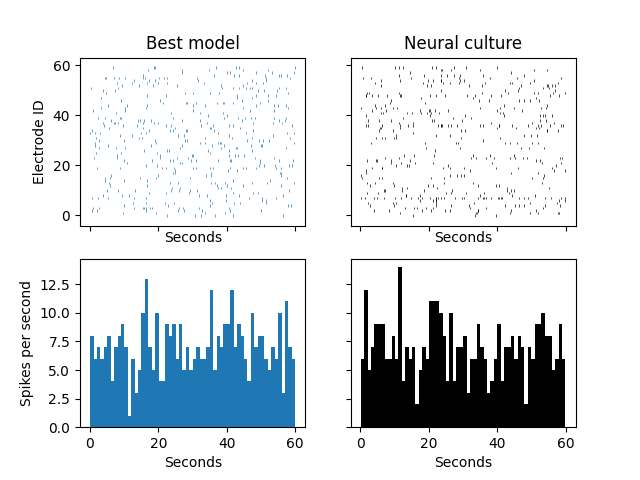 Best model
Neural culture
60
40
20
0
Electrode ID
Seconds
Seconds
12.5
10.0
7.5
5.0
2.5
0.0
Spikes per second
0 20 40 60
0 20 40 60
Seconds
Seconds